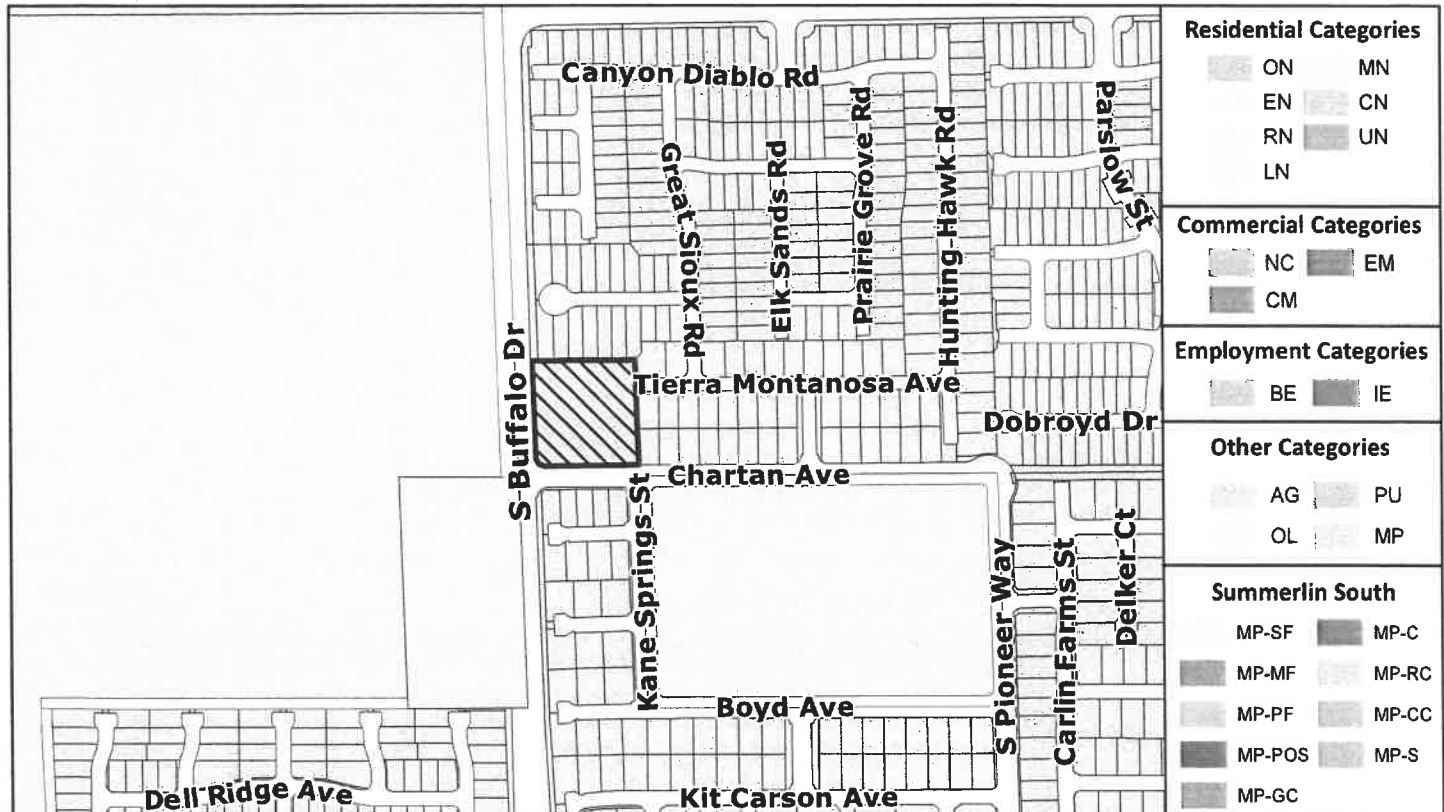 Canyon Diablo Rd
Great Sioux Rd
Elk Sands Rd
Prairie Grove Rd
Hunting Hawk Rd
Parslow St
S Buffalo Dr
Tierra Montanosa Ave
Dobroyd Dr
Chartan Ave
Kane Springs St
S Pioneer Way
Carlin Farms St
Delker Ct
Boyd Ave
Dell Ridge Ave
Kit Carson Ave
Residential Categories
ON MN
EN CN
RN UN
LN
Commercial Categories
NC EM
CM
Employment Categories
BE IE
Other Categories
AG PU
OL MP
Summerlin South
MP-SF MP-C
MP-MF MP-RC
MP-PF MP-CC
MP-POS MP-S
MP-GC